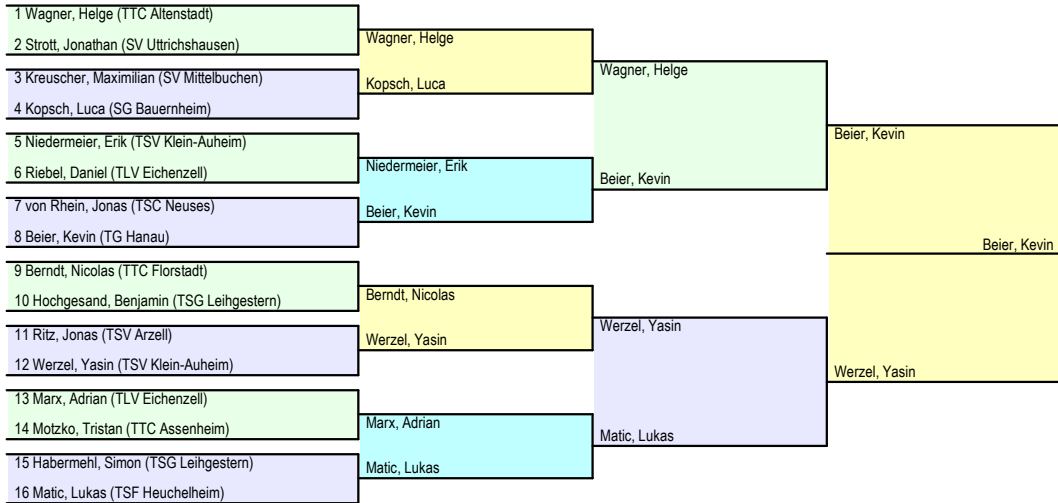 1 Wagner, Helge (TTC Altenstadt)
2 Strott, Jonathan (SV Uttrichshausen)
3 Kreuscher, Maximilian (SV Mittelbuchen)
4 Kopsch, Luca (SG Bauernheim)
5 Niedermeier, Erik (TSV Klein-Auheim)
6 Riebel, Daniel (TLV Eichenzell)
7 von Rhein, Jonas (TSC Neuses)
8 Beier, Kevin (TG Hanau)
9 Berndt, Nicolas (TTC Florstadt)
10 Hochgesand, Benjamin (TSG Leihgestern)
11 Ritz, Jonas (TSV Arzell)
12 Werzel, Yasin (TSV Klein-Auheim)
13 Marx, Adrian (TLV Eichenzell)
14 Motzko, Tristan (TTC Assenheim)
15 Habermehl, Simon (TSG Leihgestern)
16 Matic, Lukas (TSF Heuchelheim)
Wagner, Helge
Kopsch, Luca
Niedermeier, Erik
Beier, Kevin
Berndt, Nicolas
Werzel, Yasin
Marx, Adrian
Matic, Lukas
Wagner, Helge
Beier, Kevin
Werzel, Yasin
Matic, Lukas
Beier, Kevin
Werzel, Yasin
Beier, Kevin